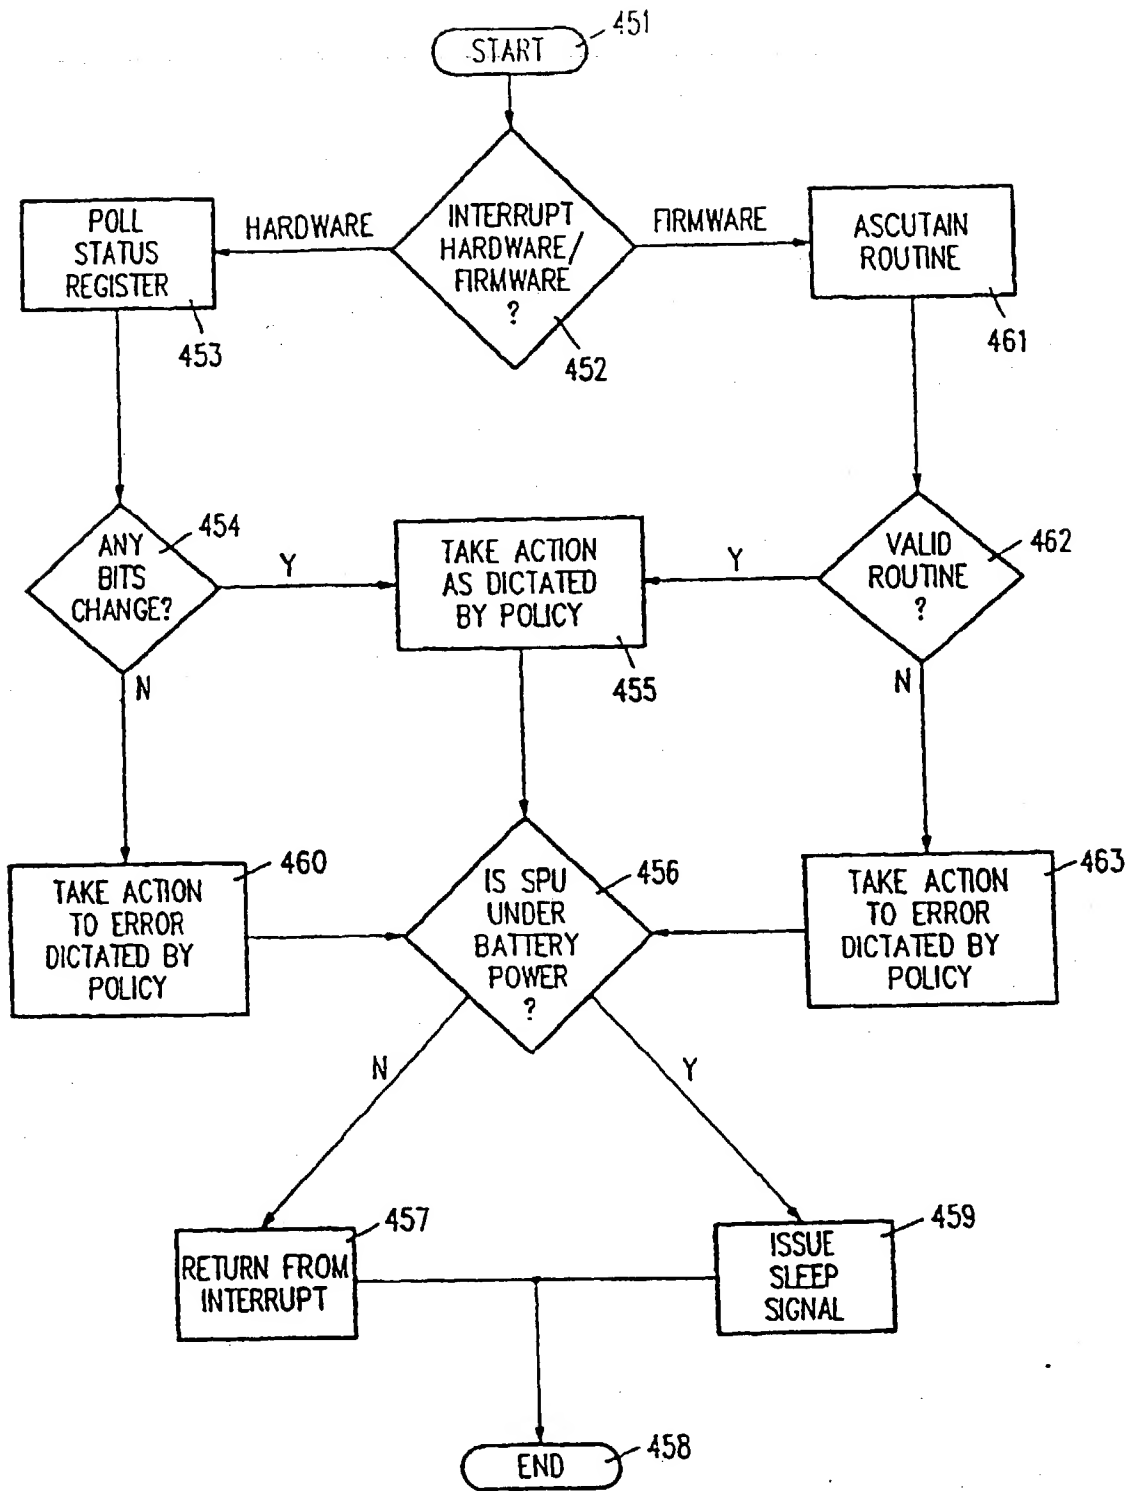 START
451
INTERRUPT
HARDWARE/
FIRMWARE
?
452
HARDWARE
FIRMWARE
POLL
STATUS
REGISTER
453
ASCUTAIN
ROUTINE
461
ANY
BITS
CHANGE?
454
Y
N
TAKE ACTION
AS DICTATED
BY POLICY
455
VALID
ROUTINE
?
462
Y
N
TAKE ACTION
TO ERROR
DICTATED BY
POLICY
460
IS SPU
UNDER
BATTERY
POWER
?
456
TAKE ACTION
TO ERROR
DICTATED BY
POLICY
463
N
Y
RETURN FROM
INTERRUPT
457
ISSUE
SLEEP
SIGNAL
459
END
458